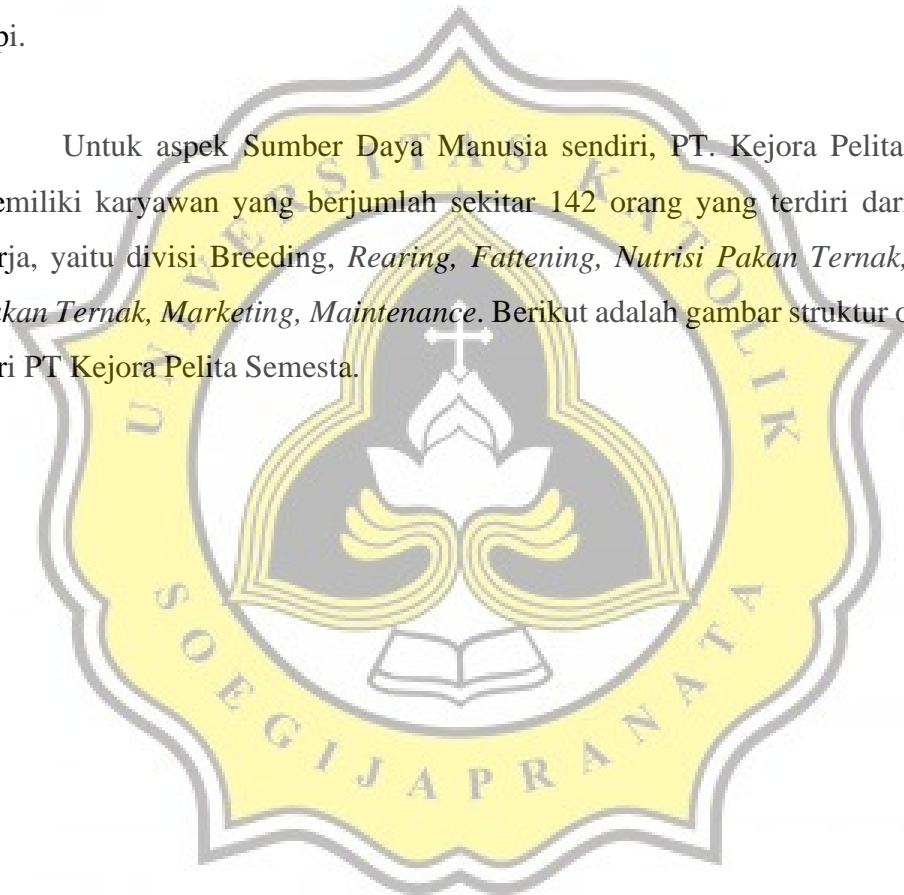 pi.
Untuk aspek Sumber Daya Manusia sendiri, PT. Kejora Pelita
emiliki karyawan yang berjumlah sekitar 142 orang yang terdiri dari
rja, yaitu divisi Breeding, Rearing, Fattening, Nutrisi Pakan Ternak,
akan Ternak, Marketing, Maintenance. Berikut adalah gambar struktur o
ri PT Kejora Pelita Semesta.
UNIVERSITAS KATOLIK
SOEGIJAPRANATA